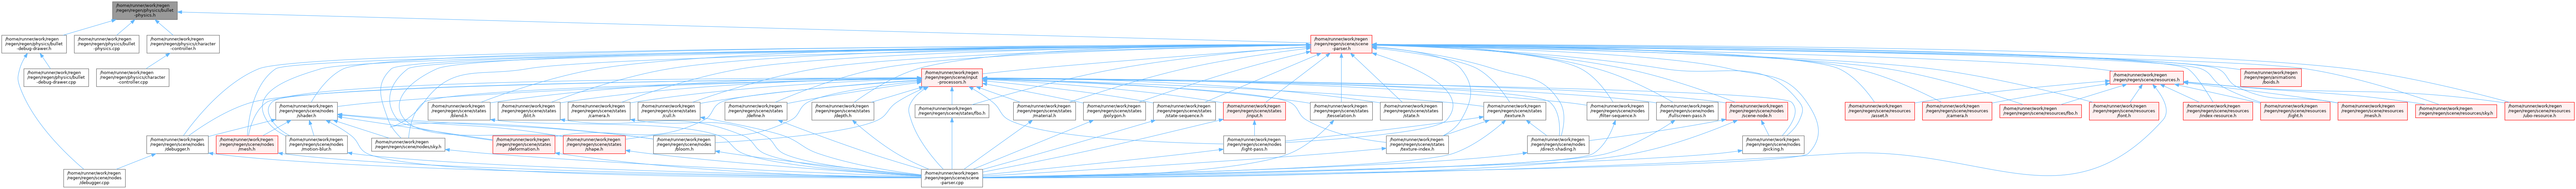 /home/runner/work/regen
/regen/regen/physics/bullet
-physics.h
/home/runner/work/regen
/regen/regen/physics/bullet
-debug-drawer.h
/home/runner/work/regen
/regen/regen/physics/bullet
-physics.cpp
/home/runner/work/regen
/regen/regen/physics/character
-controller.h
/home/runner/work/regen
/regen/regen/scene/scene
-parser.h
/home/runner/work/regen
/regen/regen/physics/bullet
-debug-drawer.cpp
/home/runner/work/regen
/regen/regen/physics/character
-controller.cpp
/home/runner/work/regen
/regen/regen/scene/input
-processors.h
/home/runner/work/regen
/regen/regen/scene/resources.h
/home/runner/work/regen
/regen/regen/animations
/boids.h
/home/runner/work/regen
/regen/regen/scene/nodes
/shader.h
/home/runner/work/regen
/regen/regen/scene/states
/blend.h
/home/runner/work/regen
/regen/regen/scene/states
/blit.h
/home/runner/work/regen
/regen/regen/scene/states
/camera.h
/home/runner/work/regen
/regen/regen/scene/states
/cull.h
/home/runner/work/regen
/regen/regen/scene/states
/define.h
/home/runner/work/regen
/regen/regen/scene/states
/depth.h
/home/runner/work/regen
/regen/regen/scene/states/fbo.h
/home/runner/work/regen
/regen/regen/scene/states
/material.h
/home/runner/work/regen
/regen/regen/scene/states
/polygon.h
/home/runner/work/regen
/regen/regen/scene/states
/state-sequence.h
/home/runner/work/regen
/regen/regen/scene/states
/input.h
/home/runner/work/regen
/regen/regen/scene/states
/tesselation.h
/home/runner/work/regen
/regen/regen/scene/states
/state.h
/home/runner/work/regen
/regen/regen/scene/states
/texture.h
/home/runner/work/regen
/regen/regen/scene/nodes
/filter-sequence.h
/home/runner/work/regen
/regen/regen/scene/nodes
/fullscreen-pass.h
/home/runner/work/regen
/regen/regen/scene/nodes
/scene-node.h
/home/runner/work/regen
/regen/regen/scene/resources
/asset.h
/home/runner/work/regen
/regen/regen/scene/resources
/camera.h
/home/runner/work/regen
/regen/regen/scene/resources/fbo.h
/home/runner/work/regen
/regen/regen/scene/resources
/font.h
/home/runner/work/regen
/regen/regen/scene/resources
/index-resource.h
/home/runner/work/regen
/regen/regen/scene/resources
/light.h
/home/runner/work/regen
/regen/regen/scene/resources
/mesh.h
/home/runner/work/regen
/regen/regen/scene/resources/sky.h
/home/runner/work/regen
/regen/regen/scene/resources
/ubo-resource.h
/home/runner/work/regen
/regen/regen/scene/nodes
/debugger.h
/home/runner/work/regen
/regen/regen/scene/nodes
/mesh.h
/home/runner/work/regen
/regen/regen/scene/nodes
/motion-blur.h
/home/runner/work/regen
/regen/regen/scene/nodes/sky.h
/home/runner/work/regen
/regen/regen/scene/states
/deformation.h
/home/runner/work/regen
/regen/regen/scene/states
/shape.h
/home/runner/work/regen
/regen/regen/scene/nodes
/bloom.h
/home/runner/work/regen
/regen/regen/scene/nodes
/light-pass.h
/home/runner/work/regen
/regen/regen/scene/states
/texture-index.h
/home/runner/work/regen
/regen/regen/scene/nodes
/direct-shading.h
/home/runner/work/regen
/regen/regen/scene/nodes
/picking.h
/home/runner/work/regen
/regen/regen/scene/nodes
/debugger.cpp
/home/runner/work/regen
/regen/regen/scene/scene
-parser.cpp